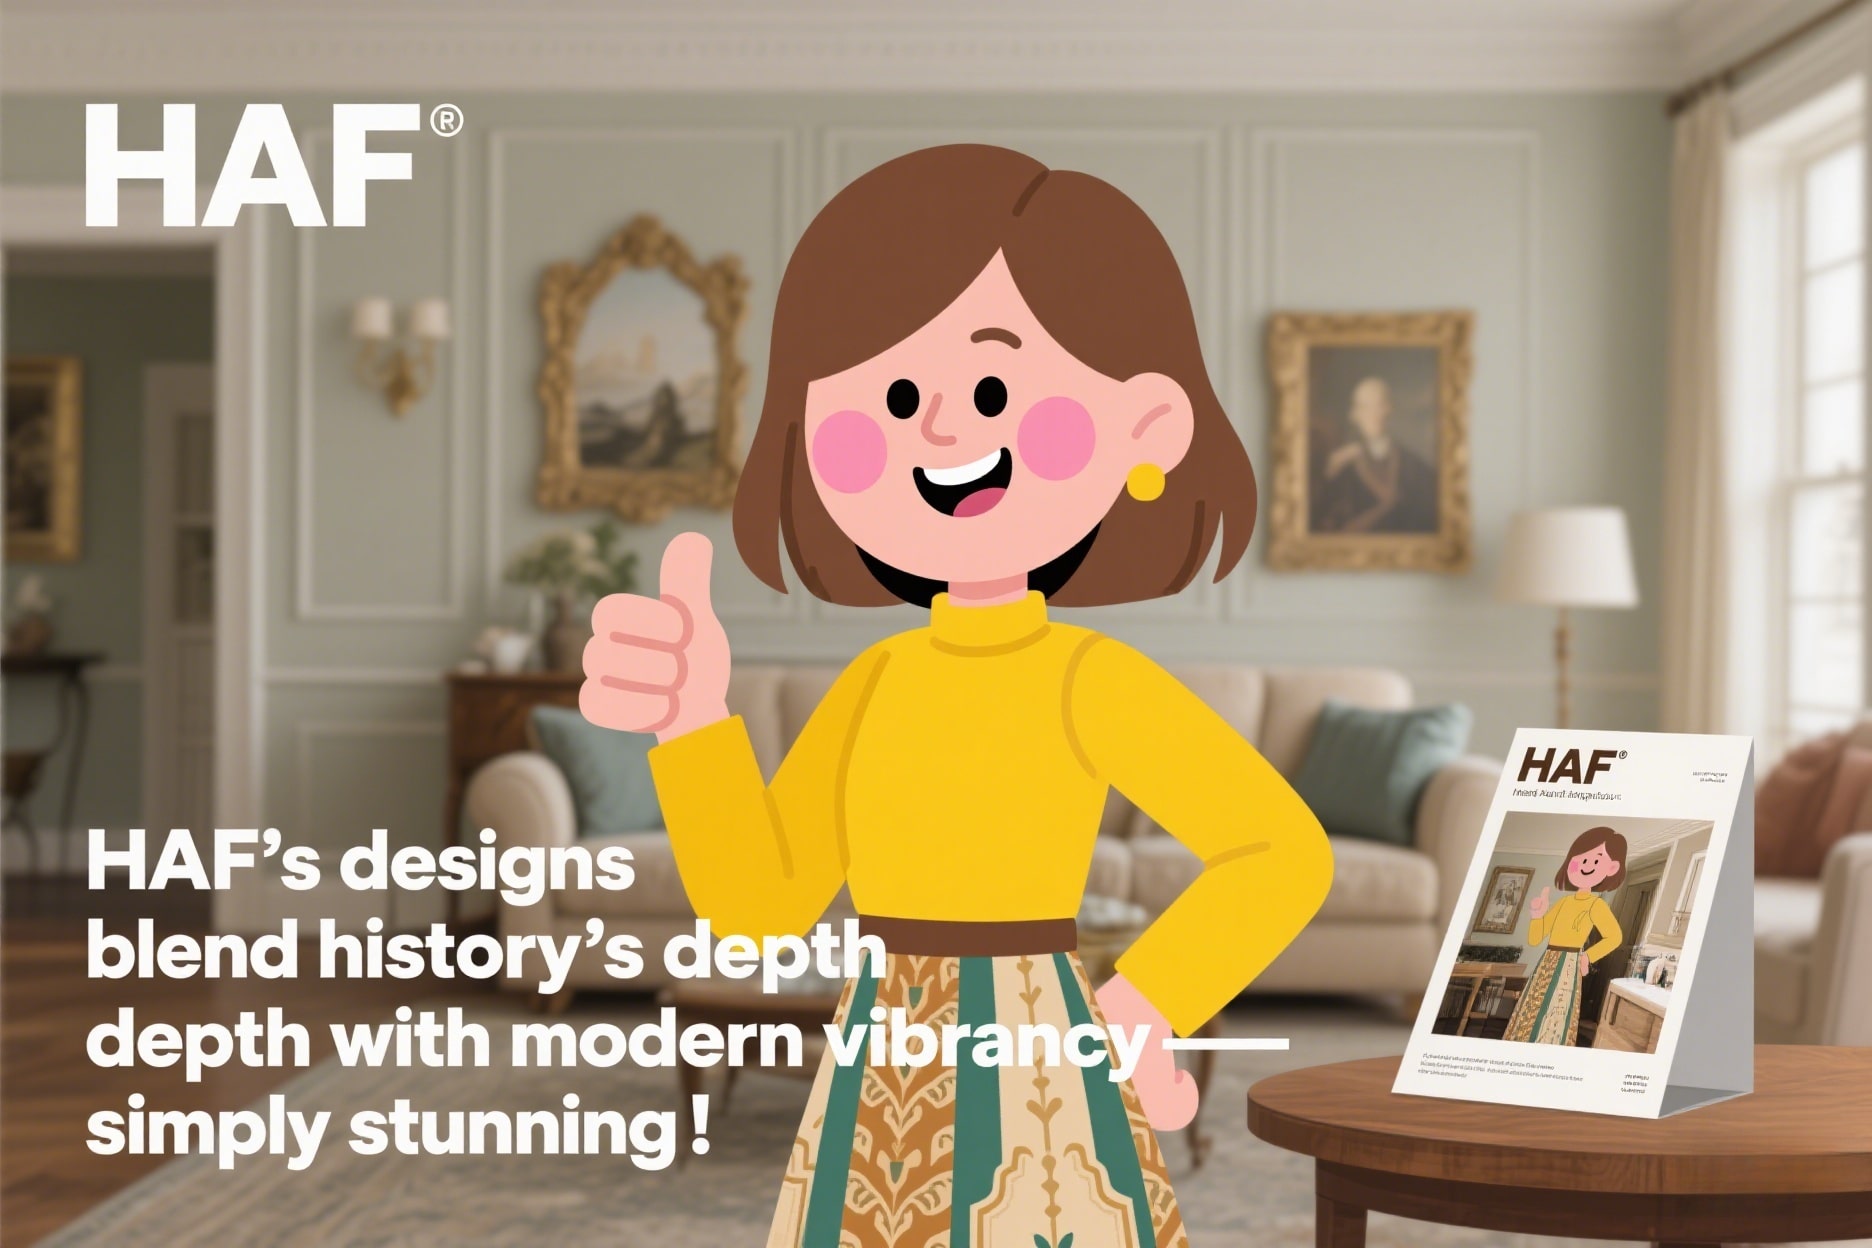 HAF®
HAF's designs
blend history's depth
depth with modern vibrancy —
simply stunning!
HAF®